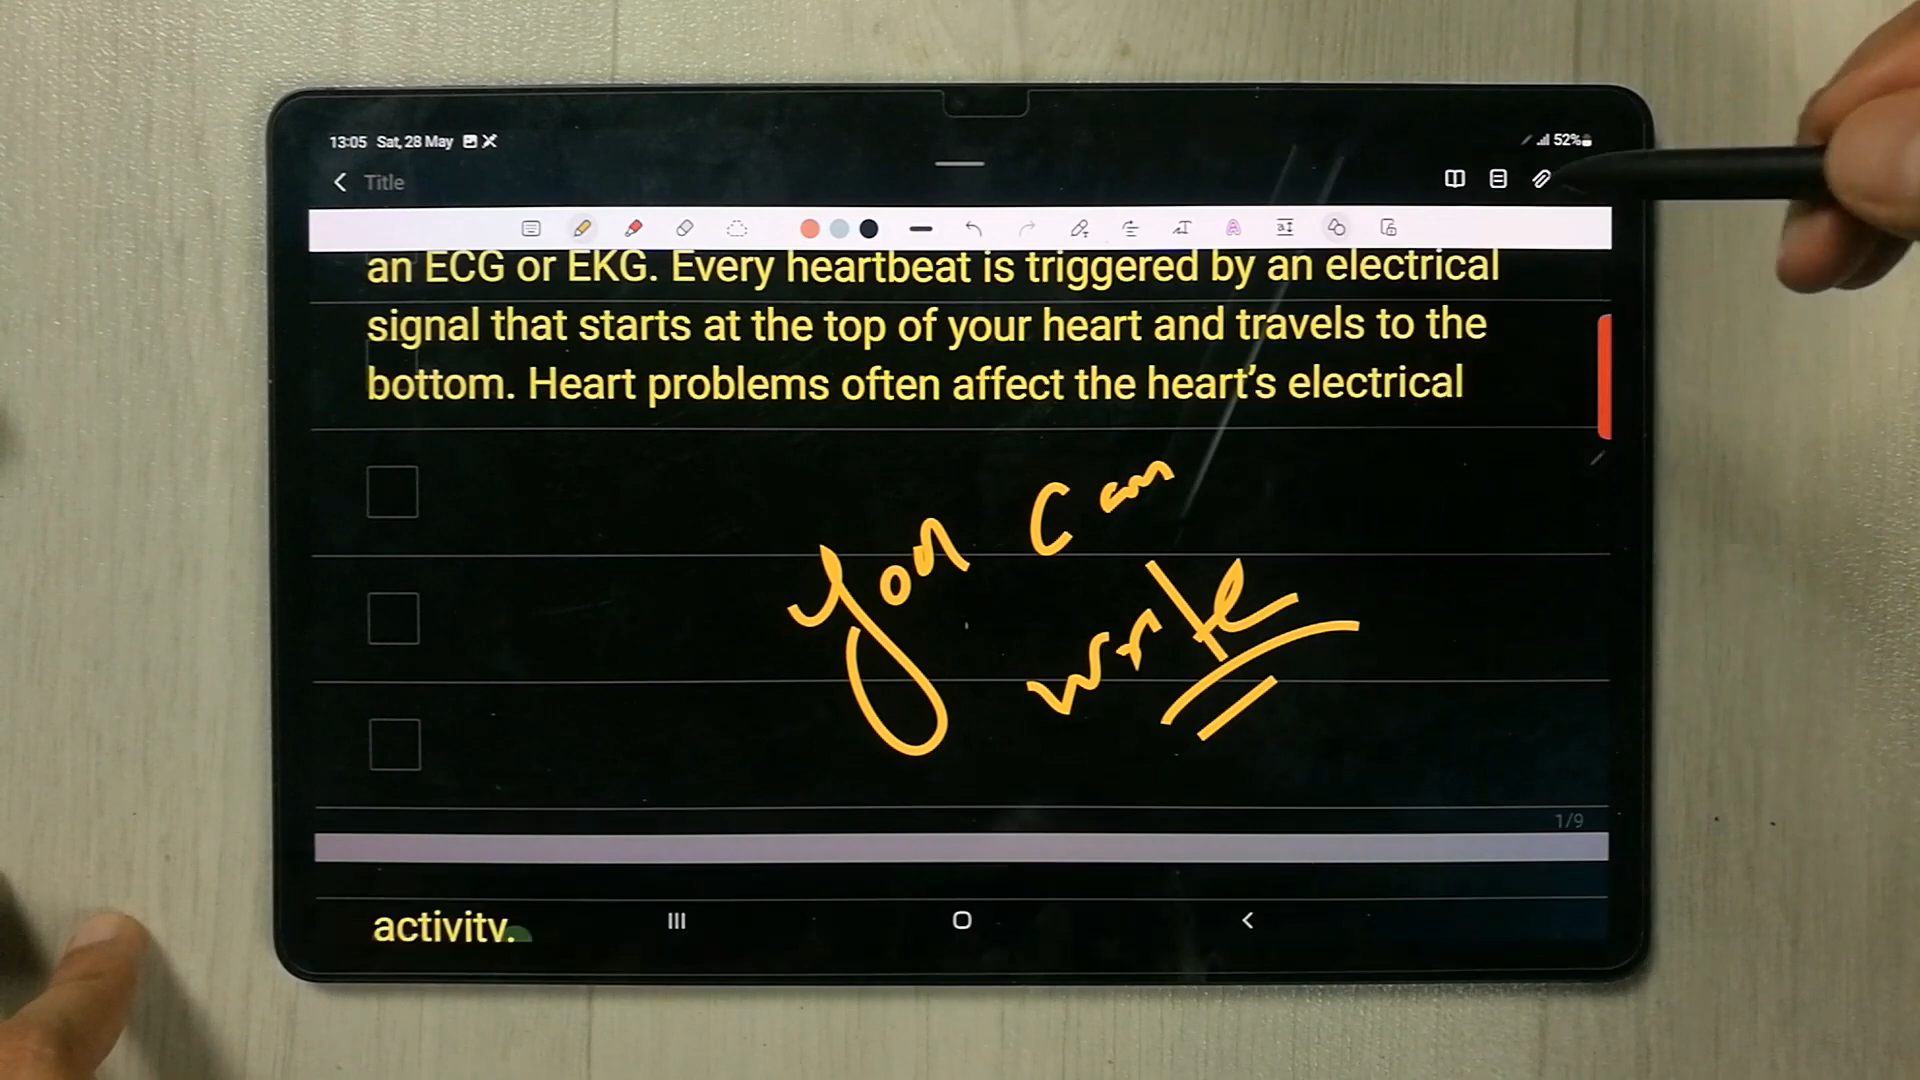 13:05 Sat, 28 May
52%
Title
an ECG or EKG. Every heartbeat is triggered by an electrical
signal that starts at the top of your heart and travels to the
bottom. Heart problems often affect the heart's electrical
You can
write
1/9
activity.